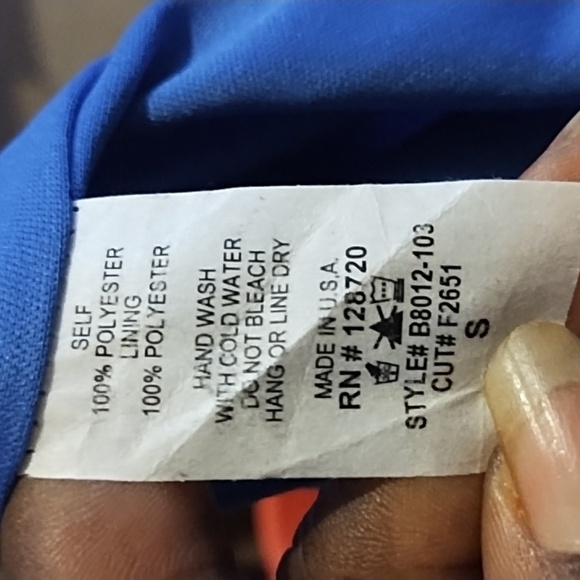 SELF
100% POLYESTER
LINING
100% POLYESTER
HAND WASH
WITH COLD WATER
DO NOT BLEACH
HANG OR LINE DRY
MADE IN U.S.A.
RN # 128720
STYLE# B8012-103
CUT# F2651
S